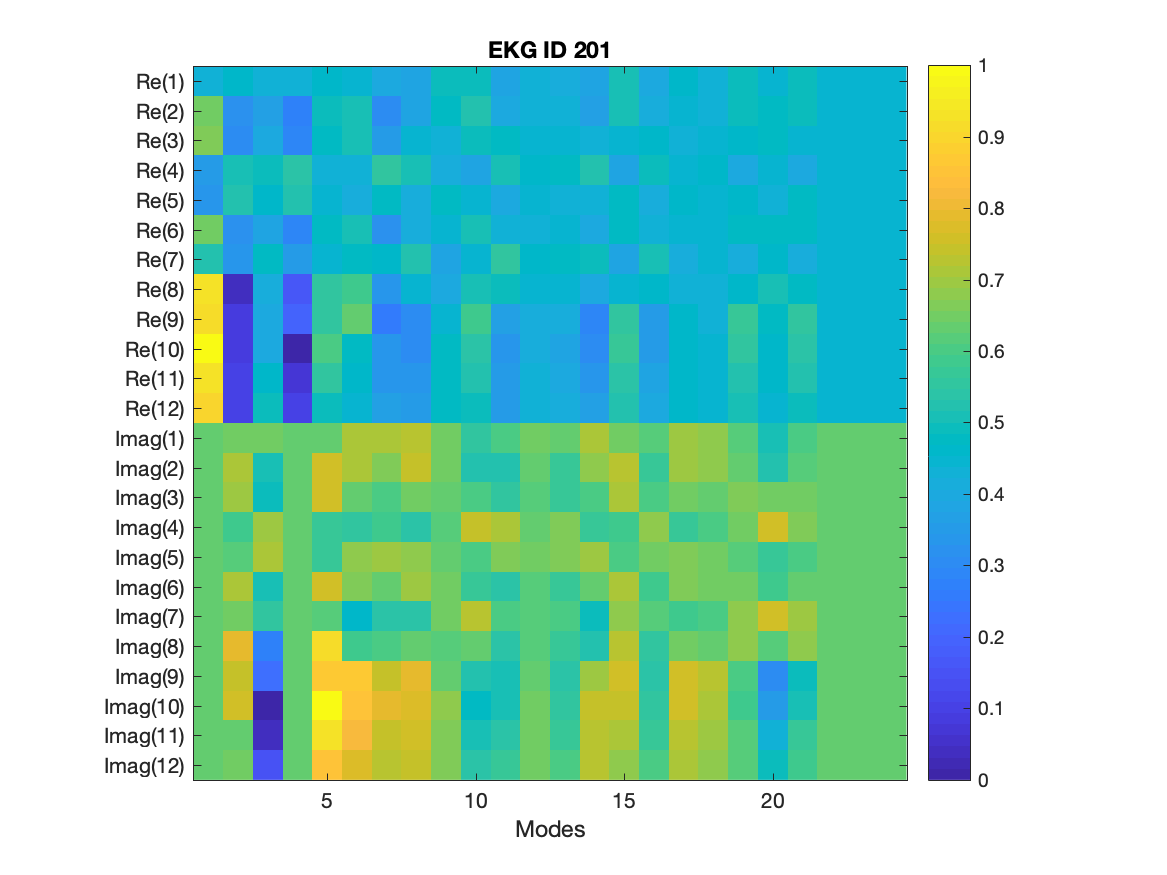 EKG ID 201
Re(1)
Re(2)
Re(3)
Re(4)
Re(5)
Re(6)
Re(7)
Re(8)
Re(9)
Re(10)
Re(11)
Re(12)
Imag(1)
Imag(2)
Imag(3)
Imag(4)
Imag(5)
Imag(6)
Imag(7)
Imag(8)
Imag(9)
Imag(10)
Imag(11)
Imag(12)
5 10 15 20
Modes
1
0.9
0.8
0.7
0.6
0.5
0.4
0.3
0.2
0.1
0